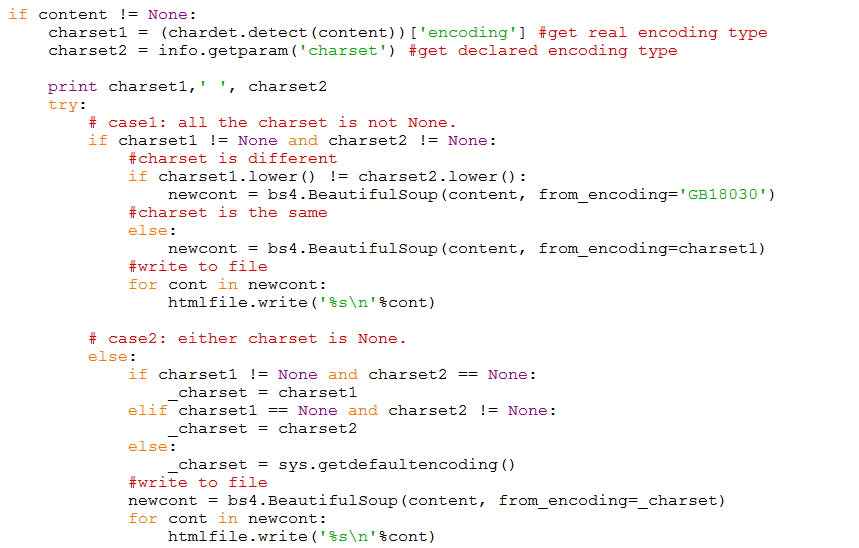 if content != None:
    charset1 = (chardet.detect(content))['encoding'] #get real encoding type
    charset2 = info.getparam('charset') #get declared encoding type

    print charset1,' ', charset2
    try:
        # case1: all the charset is not None.
        if charset1 != None and charset2 != None:
            #charset is different
            if charset1.lower() != charset2.lower():
                newcont = bs4.BeautifulSoup(content, from_encoding='GB18030')
            #charset is the same
            else:
                newcont = bs4.BeautifulSoup(content, from_encoding=charset1)
            #write to file
            for cont in newcont:
                htmlfile.write('%s\n'%cont)

        # case2: either charset is None.
        else:
            if charset1 != None and charset2 == None:
                _charset = charset1
            elif charset1 == None and charset2 != None:
                _charset = charset2
            else:
                _charset = sys.getdefaultencoding()
            #write to file
            newcont = bs4.BeautifulSoup(content, from_encoding=_charset)
            for cont in newcont:
                htmlfile.write('%s\n'%cont)